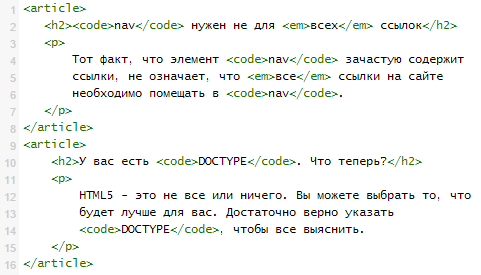 1 <article>
2 <h2><code>nav</code> нужен не для <em>всех</em> ссылок</h2>
3 <p>
4 Тот факт, что элемент <code>nav</code> зачастую содержит
5 ссылки, не означает, что <em>все</em> ссылки на сайте
6 необходимо помещать в <code>nav</code>.
7 </p>
8 </article>
9 <article>
10 <h2>У вас есть <code>DOCTYPE</code>. Что теперь?</h2>
11 <p>
12 HTML5 - это не все или ничего. Вы можете выбрать то, что
13 будет лучше для вас. Достаточно верно указать
14 <code>DOCTYPE</code>, чтобы все выяснить.
15 </p>
16 </article>